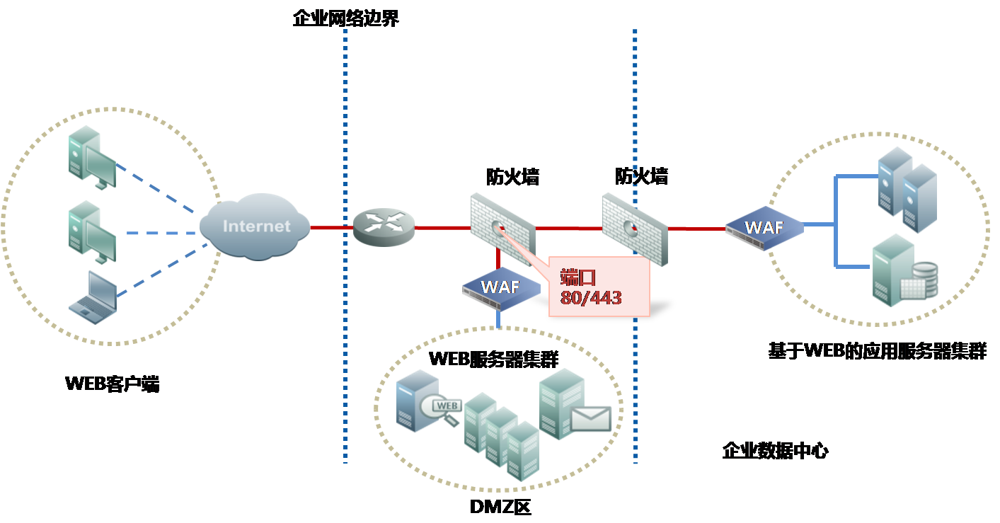 企业网络边界
防火墙
防火墙
Internet
WAF
端口
80/443
WAF
WEB服务器集群
基于WEB的应用服务器集群
WEB客户端
WEB
企业数据中心
DMZ区